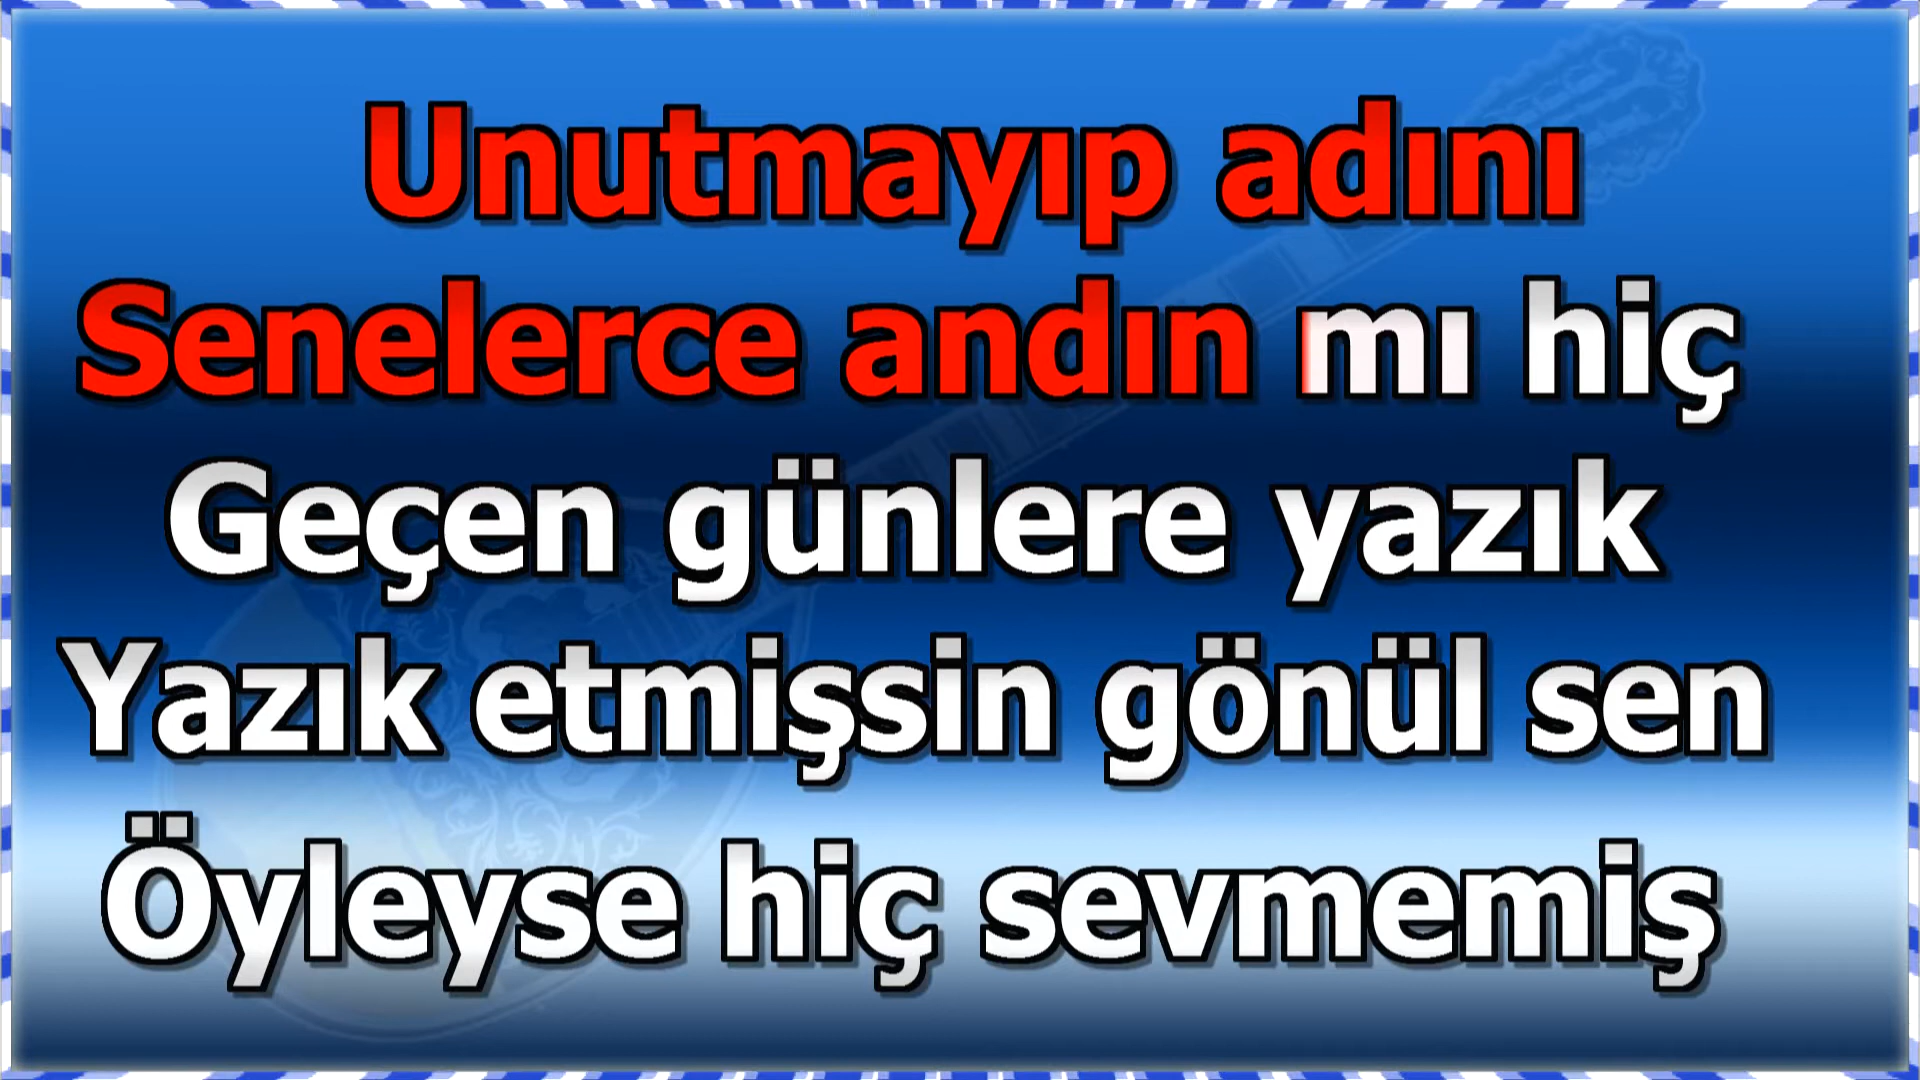 Unutmayıp adını
Senelerce andın mı hiç
Geçen günlere yazık
Yazık etmişsin gönül sen
Öyleyse hiç sevmemiş